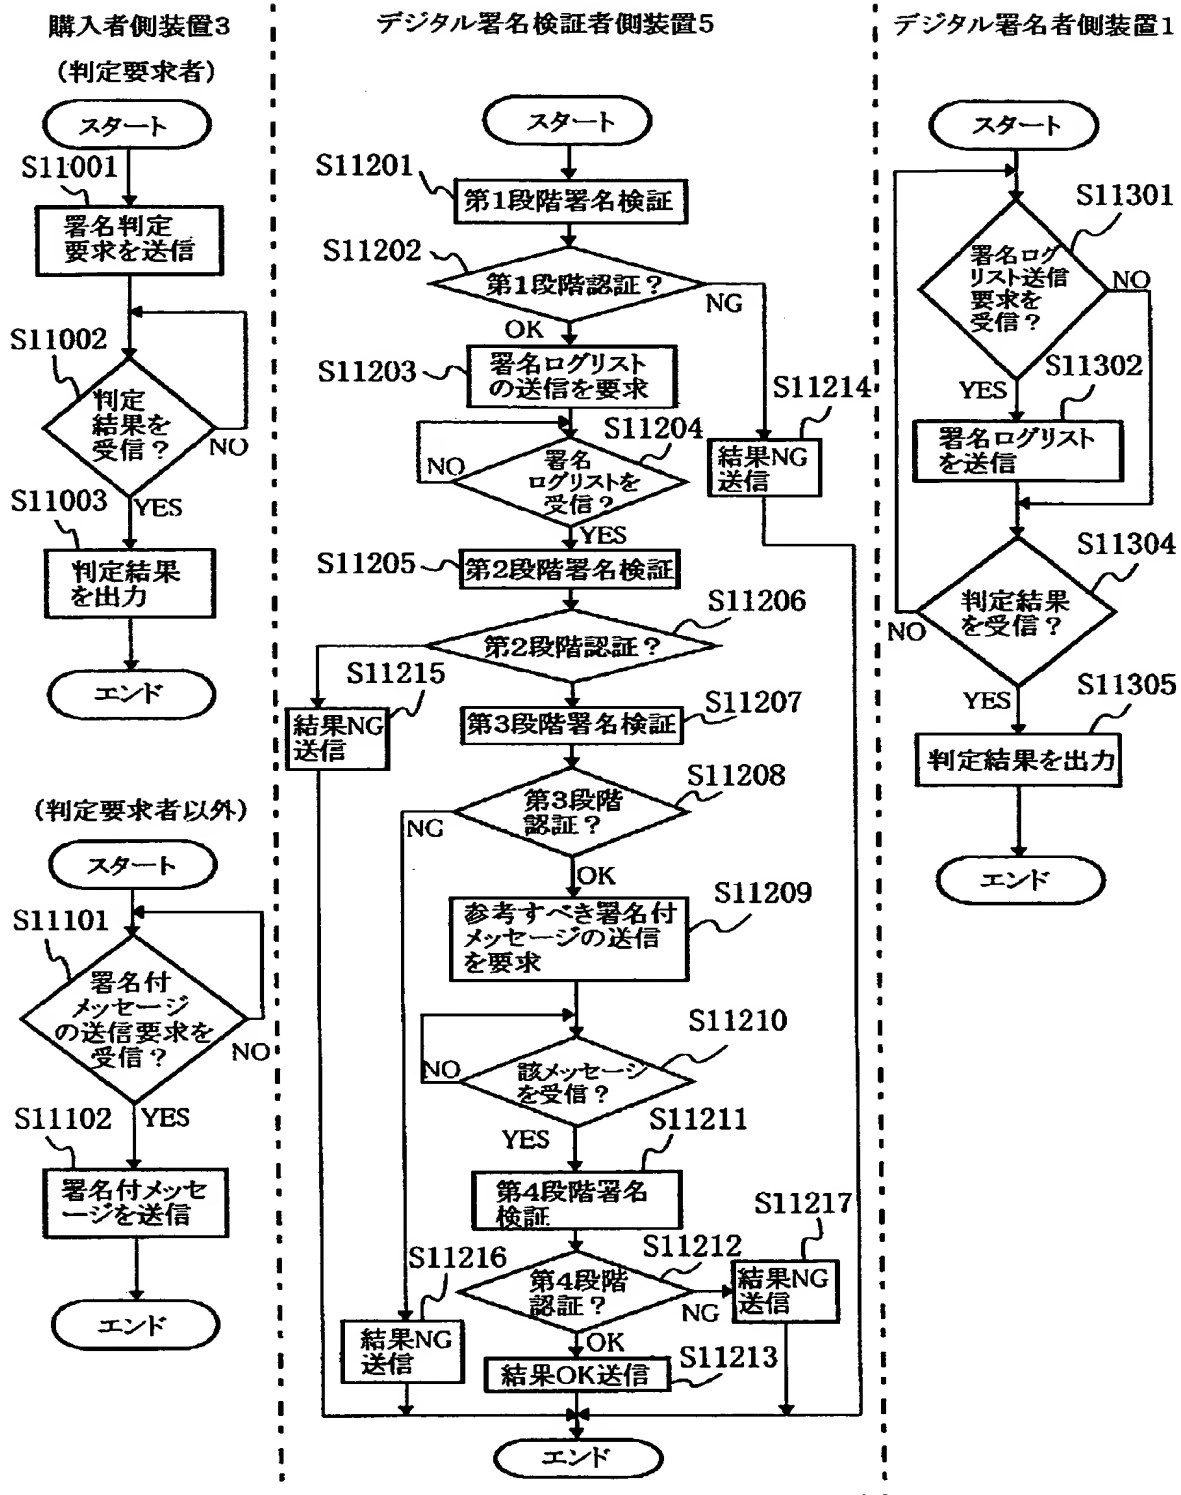 購入者側装置3
(判定要求者)
スタート
S11001
署名判定
要求を送信
S11002
判定
結果を
受信?
NO
YES
S11003
判定結果
を出力
エンド
(判定要求者以外)
スタート
S11101
署名付
メッセージ
の送信要求を
受信?
NO
YES
S11102
署名付メッセ
ージを送信
エンド
デジタル署名検証者側装置5
スタート
S11201
第1段階署名検証
S11202
第1段階認証?
NG
OK
S11203
署名ログリスト
の送信を要求
S11214
結果NG
送信
S11204
署名
ログリストを
受信?
NO
YES
S11205
第2段階署名検証
S11206
第2段階認証?
S11215
結果NG
送信
S11207
第3段階署名検証
S11208
第3段階
認証?
NG
OK
S11209
参考すべき署名付
メッセージの送信
を要求
S11210
該メッセージ
を受信?
NO
YES
S11211
第4段階署名
検証
S11212
第4段階
認証?
NG
S11217
結果NG
送信
S11216
結果NG
送信
OK
S11213
結果OK送信
エンド
デジタル署名者側装置1
スタート
S11301
署名ログ
リスト送信
要求を
受信?
NO
YES
S11302
署名ログリスト
を送信
S11304
判定結果
を受信?
NO
YES
S11305
判定結果を出力
エンド